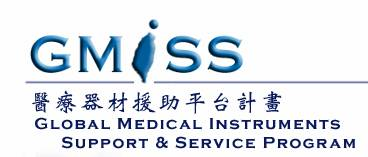 GMiSS
醫療器材援助平台計畫
GLOBAL MEDICAL INSTRUMENTS
SUPPORT & SERVICE PROGRAM